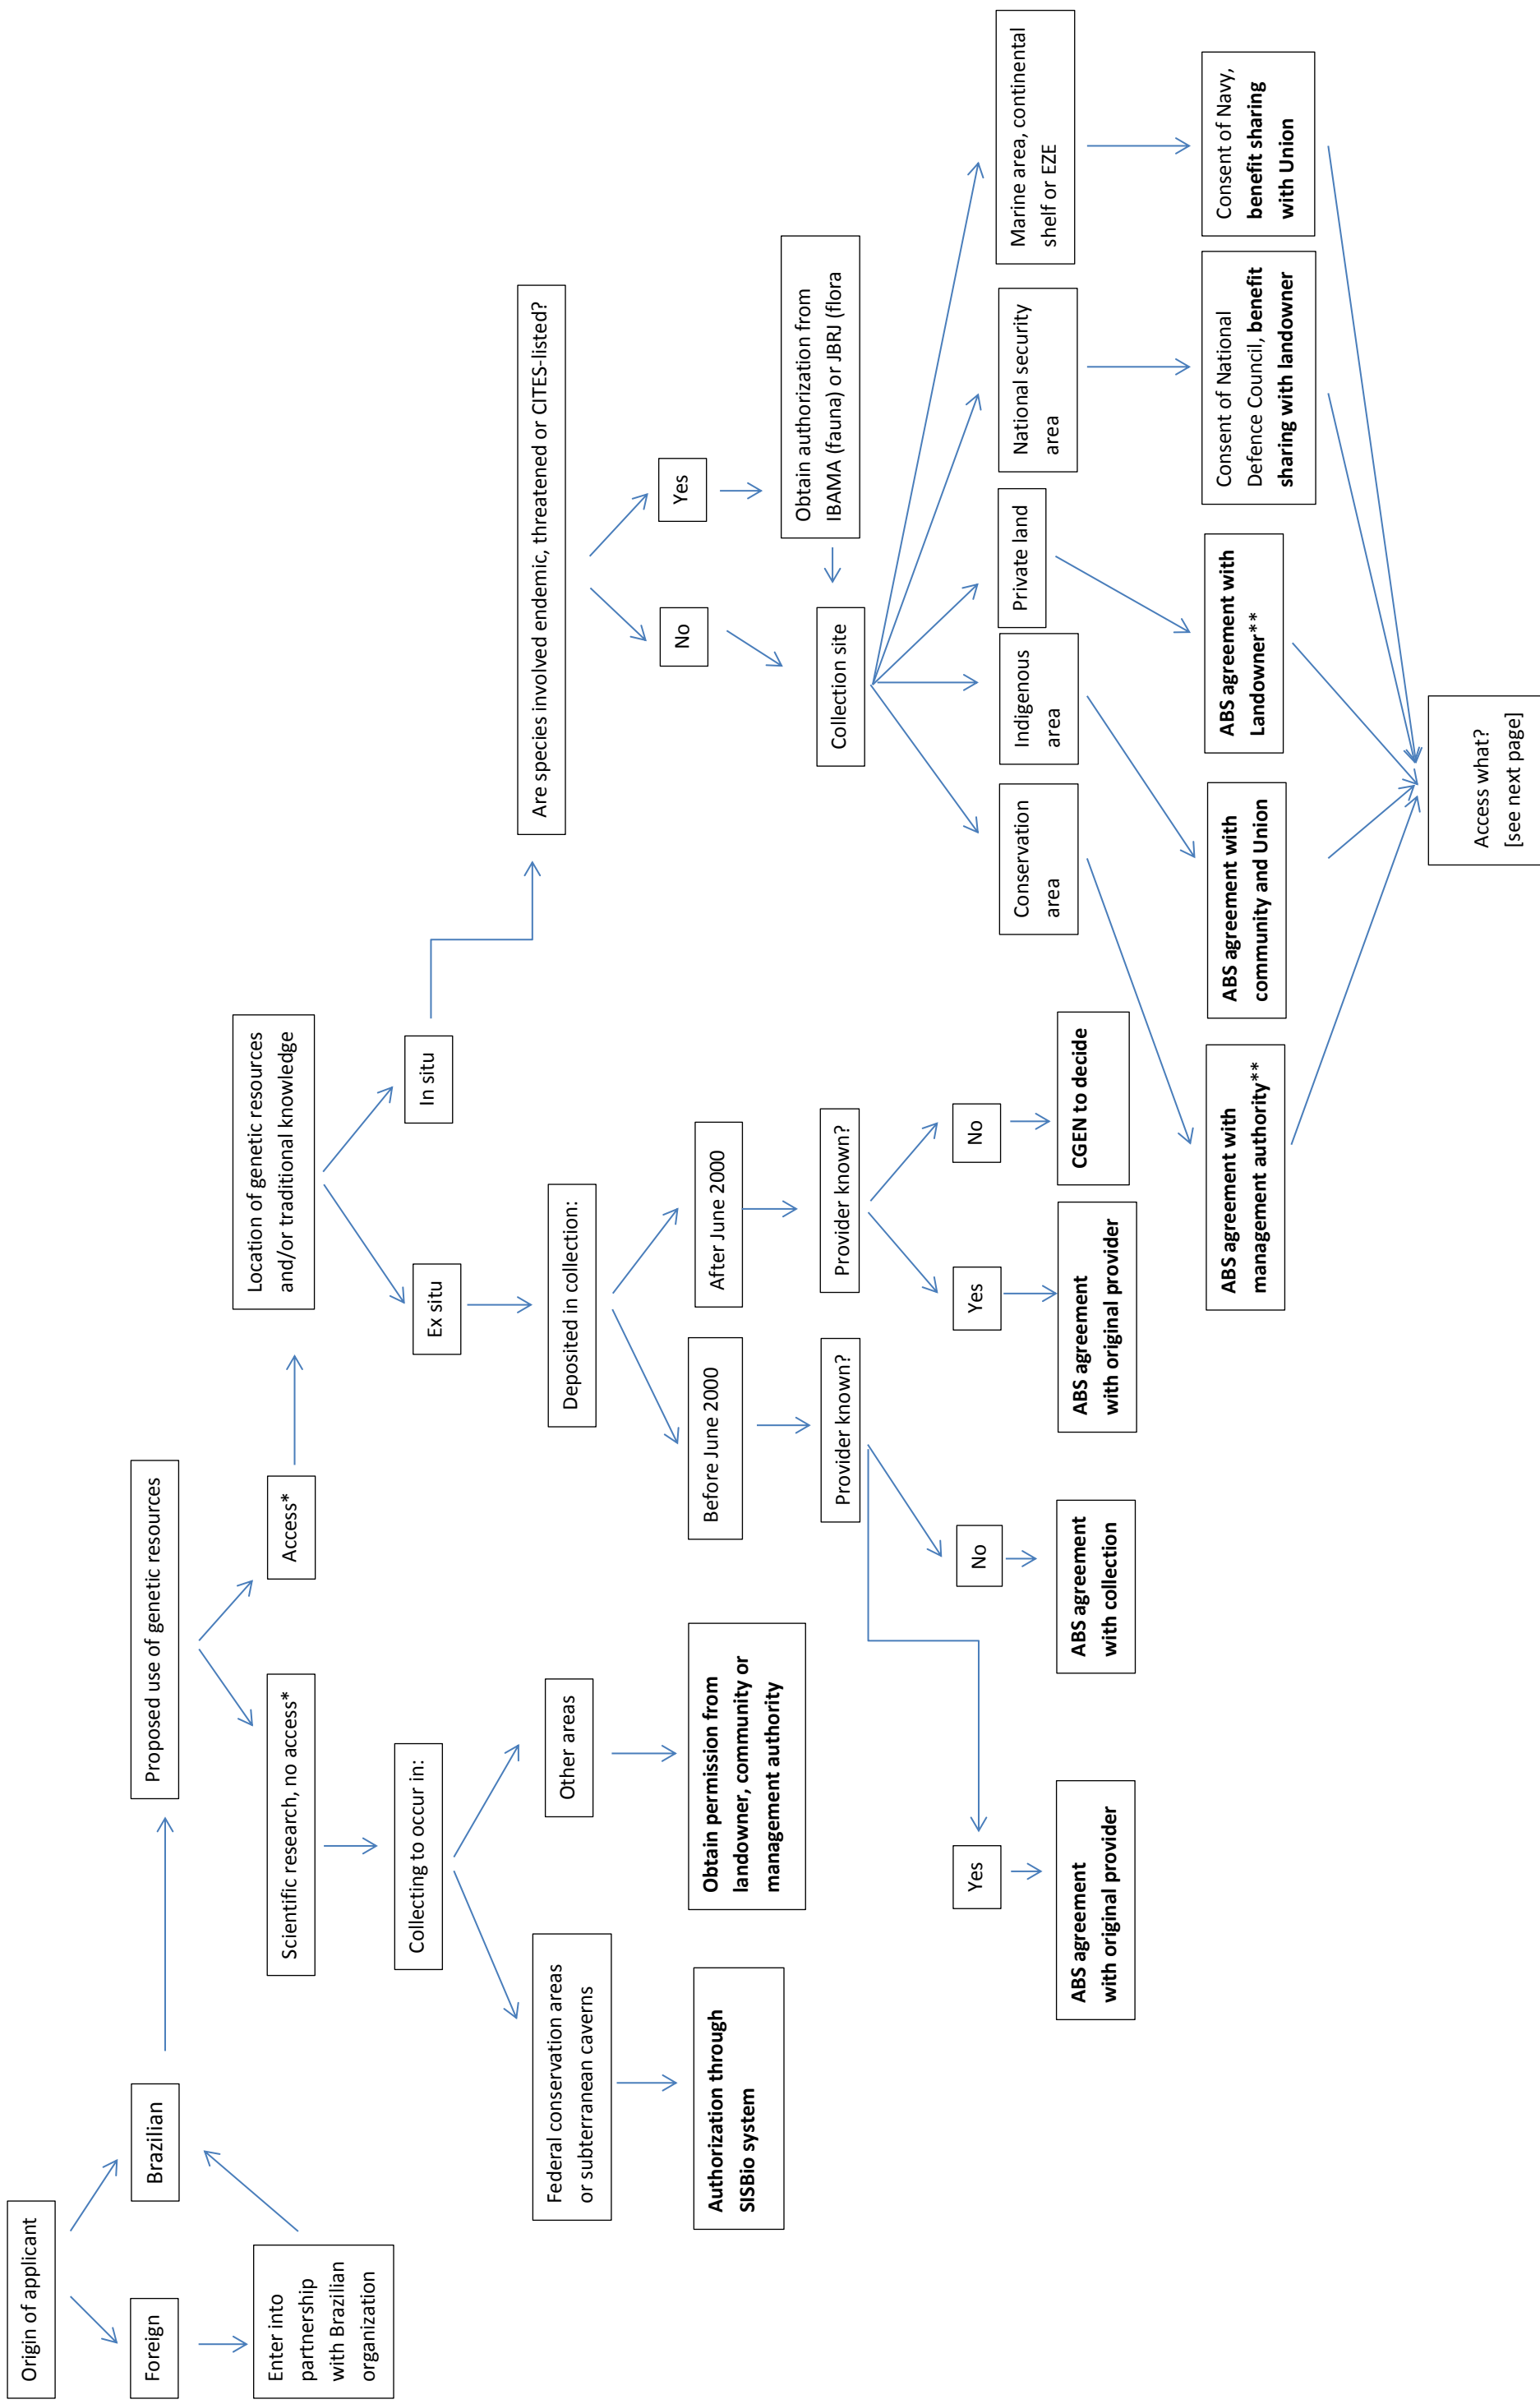 Origin of applicant
Foreign
Brazilian
Enter into
partnership
with Brazilian
organization
Proposed use of genetic resources
Scientific research, no access*
Access*
Collecting to occur in:
Federal conservation areas
or subterranean caverns
Other areas
Authorization through
SISBio system
Obtain permission from
landowner, community or
management authority
Location of genetic resources
and/or traditional knowledge
Ex situ
In situ
Deposited in collection:
Before June 2000
After June 2000
Provider known?
Provider known?
Yes
No
Yes
No
ABS agreement
with original provider
ABS agreement
with collection
ABS agreement
with original provider
CGEN to decide
Are species involved endemic, threatened or CITES-listed?
No
Yes
Obtain authorization from
IBAMA (fauna) or JBRJ (flora
Collection site
Conservation
area
Indigenous
area
Private land
National security
area
Marine area, continental
shelf or EZE
ABS agreement with
management authority**
ABS agreement with
community and Union
ABS agreement with
Landowner**
Consent of National
Defence Council, benefit
sharing with landowner
Consent of Navy,
benefit sharing
with Union
Access what?
[see next page]